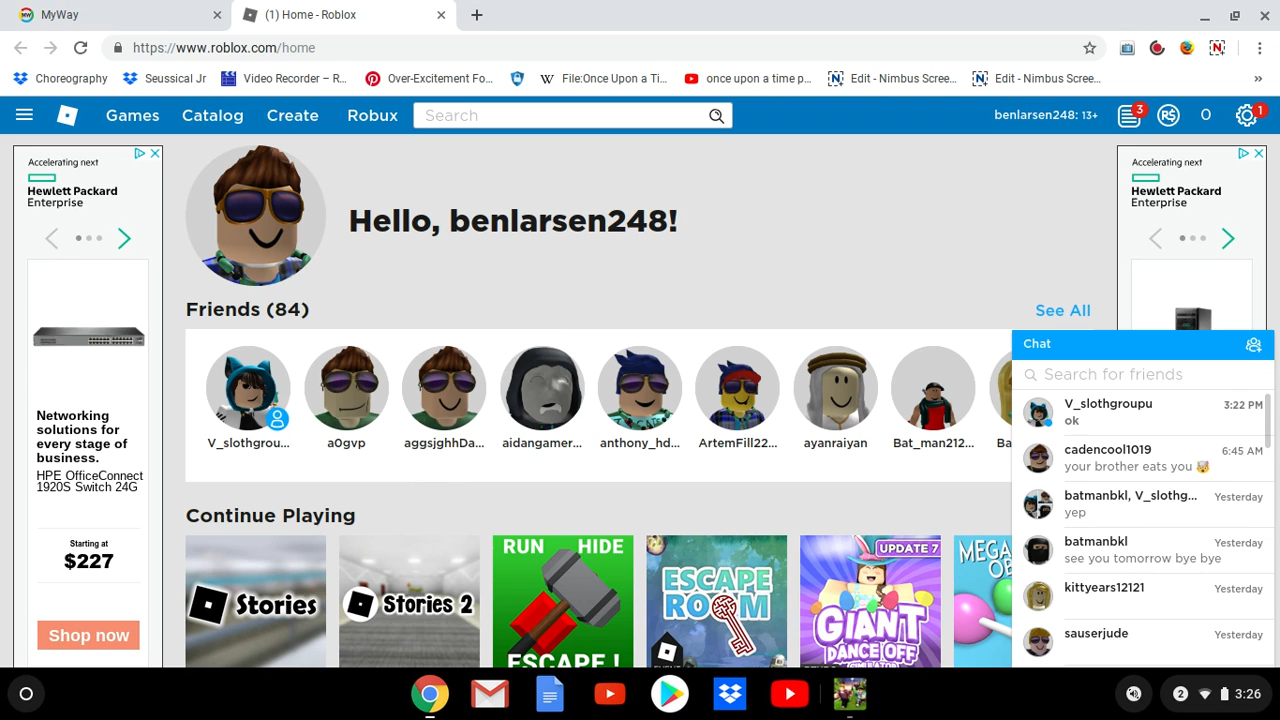 MyWay
(1) Home - Roblox
https://www.roblox.com/home
Choreography
Seussical Jr
Video Recorder – R...
Over-Excitement Fo...
File:Once Upon a Ti...
once upon a time p...
Edit - Nimbus Scree...
Edit - Nimbus Scree...
»
Games
Catalog
Create
Robux
Search
benlarsen248: 13+
3
R$
0
1
Accelerating next
Hewlett Packard
Enterprise
Networking
solutions for
every stage of
business.
HPE OfficeConnect
1920S Switch 24G
Starting at
$227
Shop now
Hello, benlarsen248!
Friends (84)
See All
V_slothgrou...
a0gvp
aggsjghhDa...
aidangamer...
anthony_hd...
ArtemFill22...
ayanraiyan
Bat_man212...
Continue Playing
Stories
Stories 2
RUN HIDE
ESCAPE !
ESCAPE
ROOM
EVENT
UPDATE 7
GIANT
DANCE OFF
Accelerating next
Hewlett Packard
Enterprise
Chat
Search for friends
V_slothgroupu
3:22 PM
ok
cadencool1019
6:45 AM
your brother eats you 🤯
batmanbkl, V_slothg...
Yesterday
yep
batmanbkl
Yesterday
see you tomorrow bye bye
kittyears12121
Yesterday
sauserjude
Yesterday
2
3:26